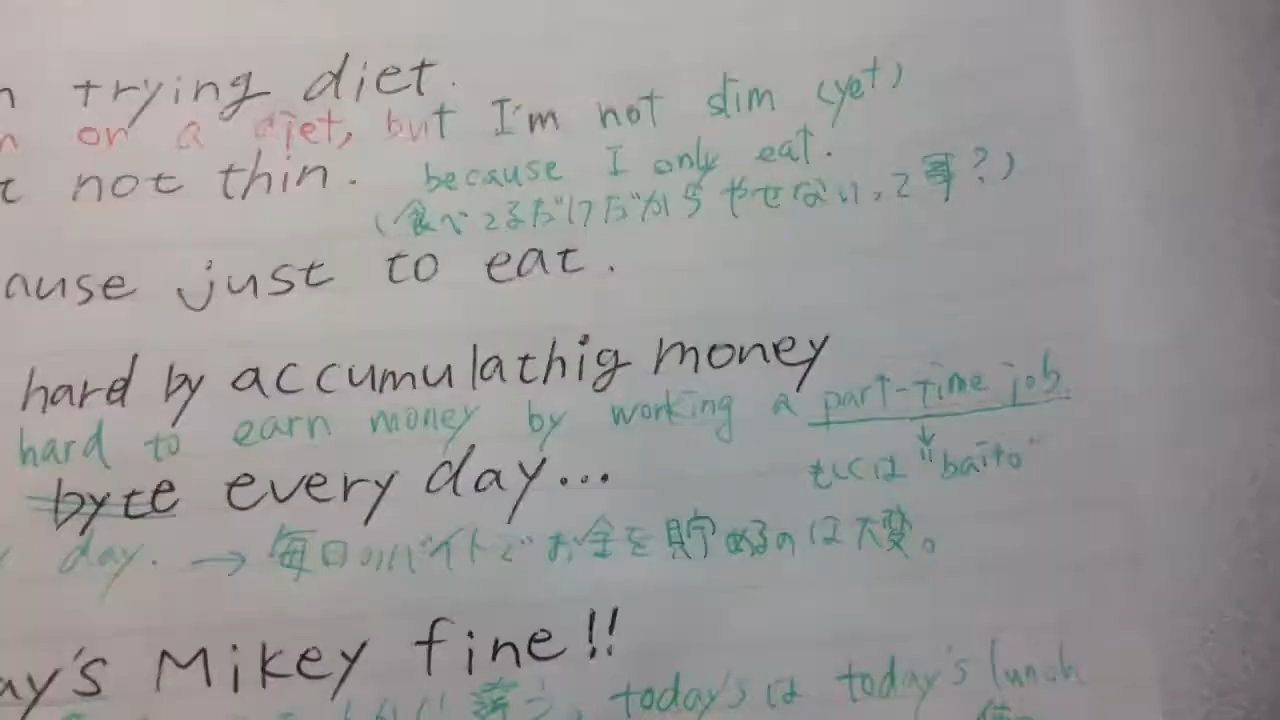 trying diet.
on a diet, but I'm not slim (yet)
not thin.
because I only eat.
(食べてるだけだからやせないって事?)
ause just to eat.
hard by accumulathig money
hard to earn money by working a part-time job.
もしくは "baito"
byte every day...
day. → 毎日のバイトでお金を貯めるのは大変。
ay's Mikey fine!!
today's は today's lunch